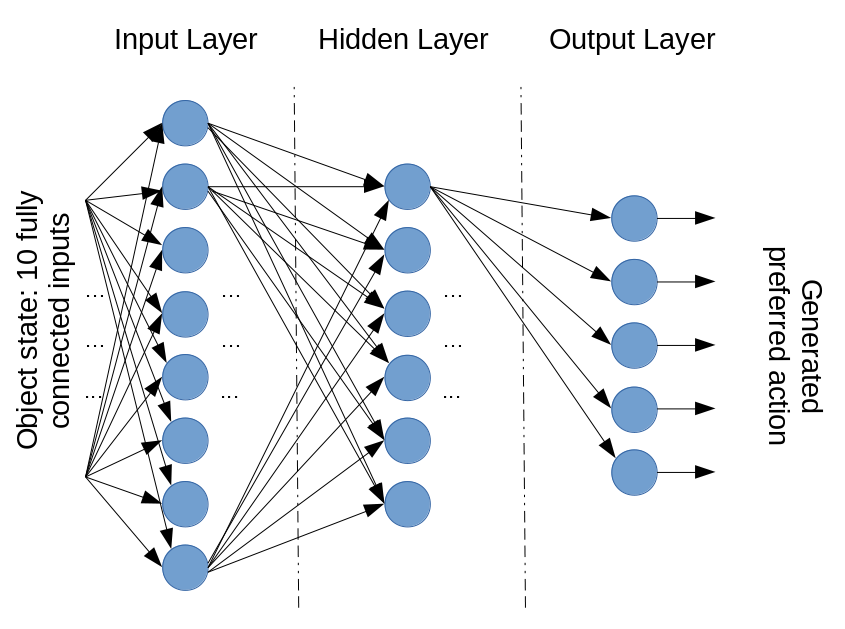 Input Layer
Hidden Layer
Output Layer
Object state: 10 fully
connected inputs
...
...
...
...
...
...
...
...
...
Generated
preferred action